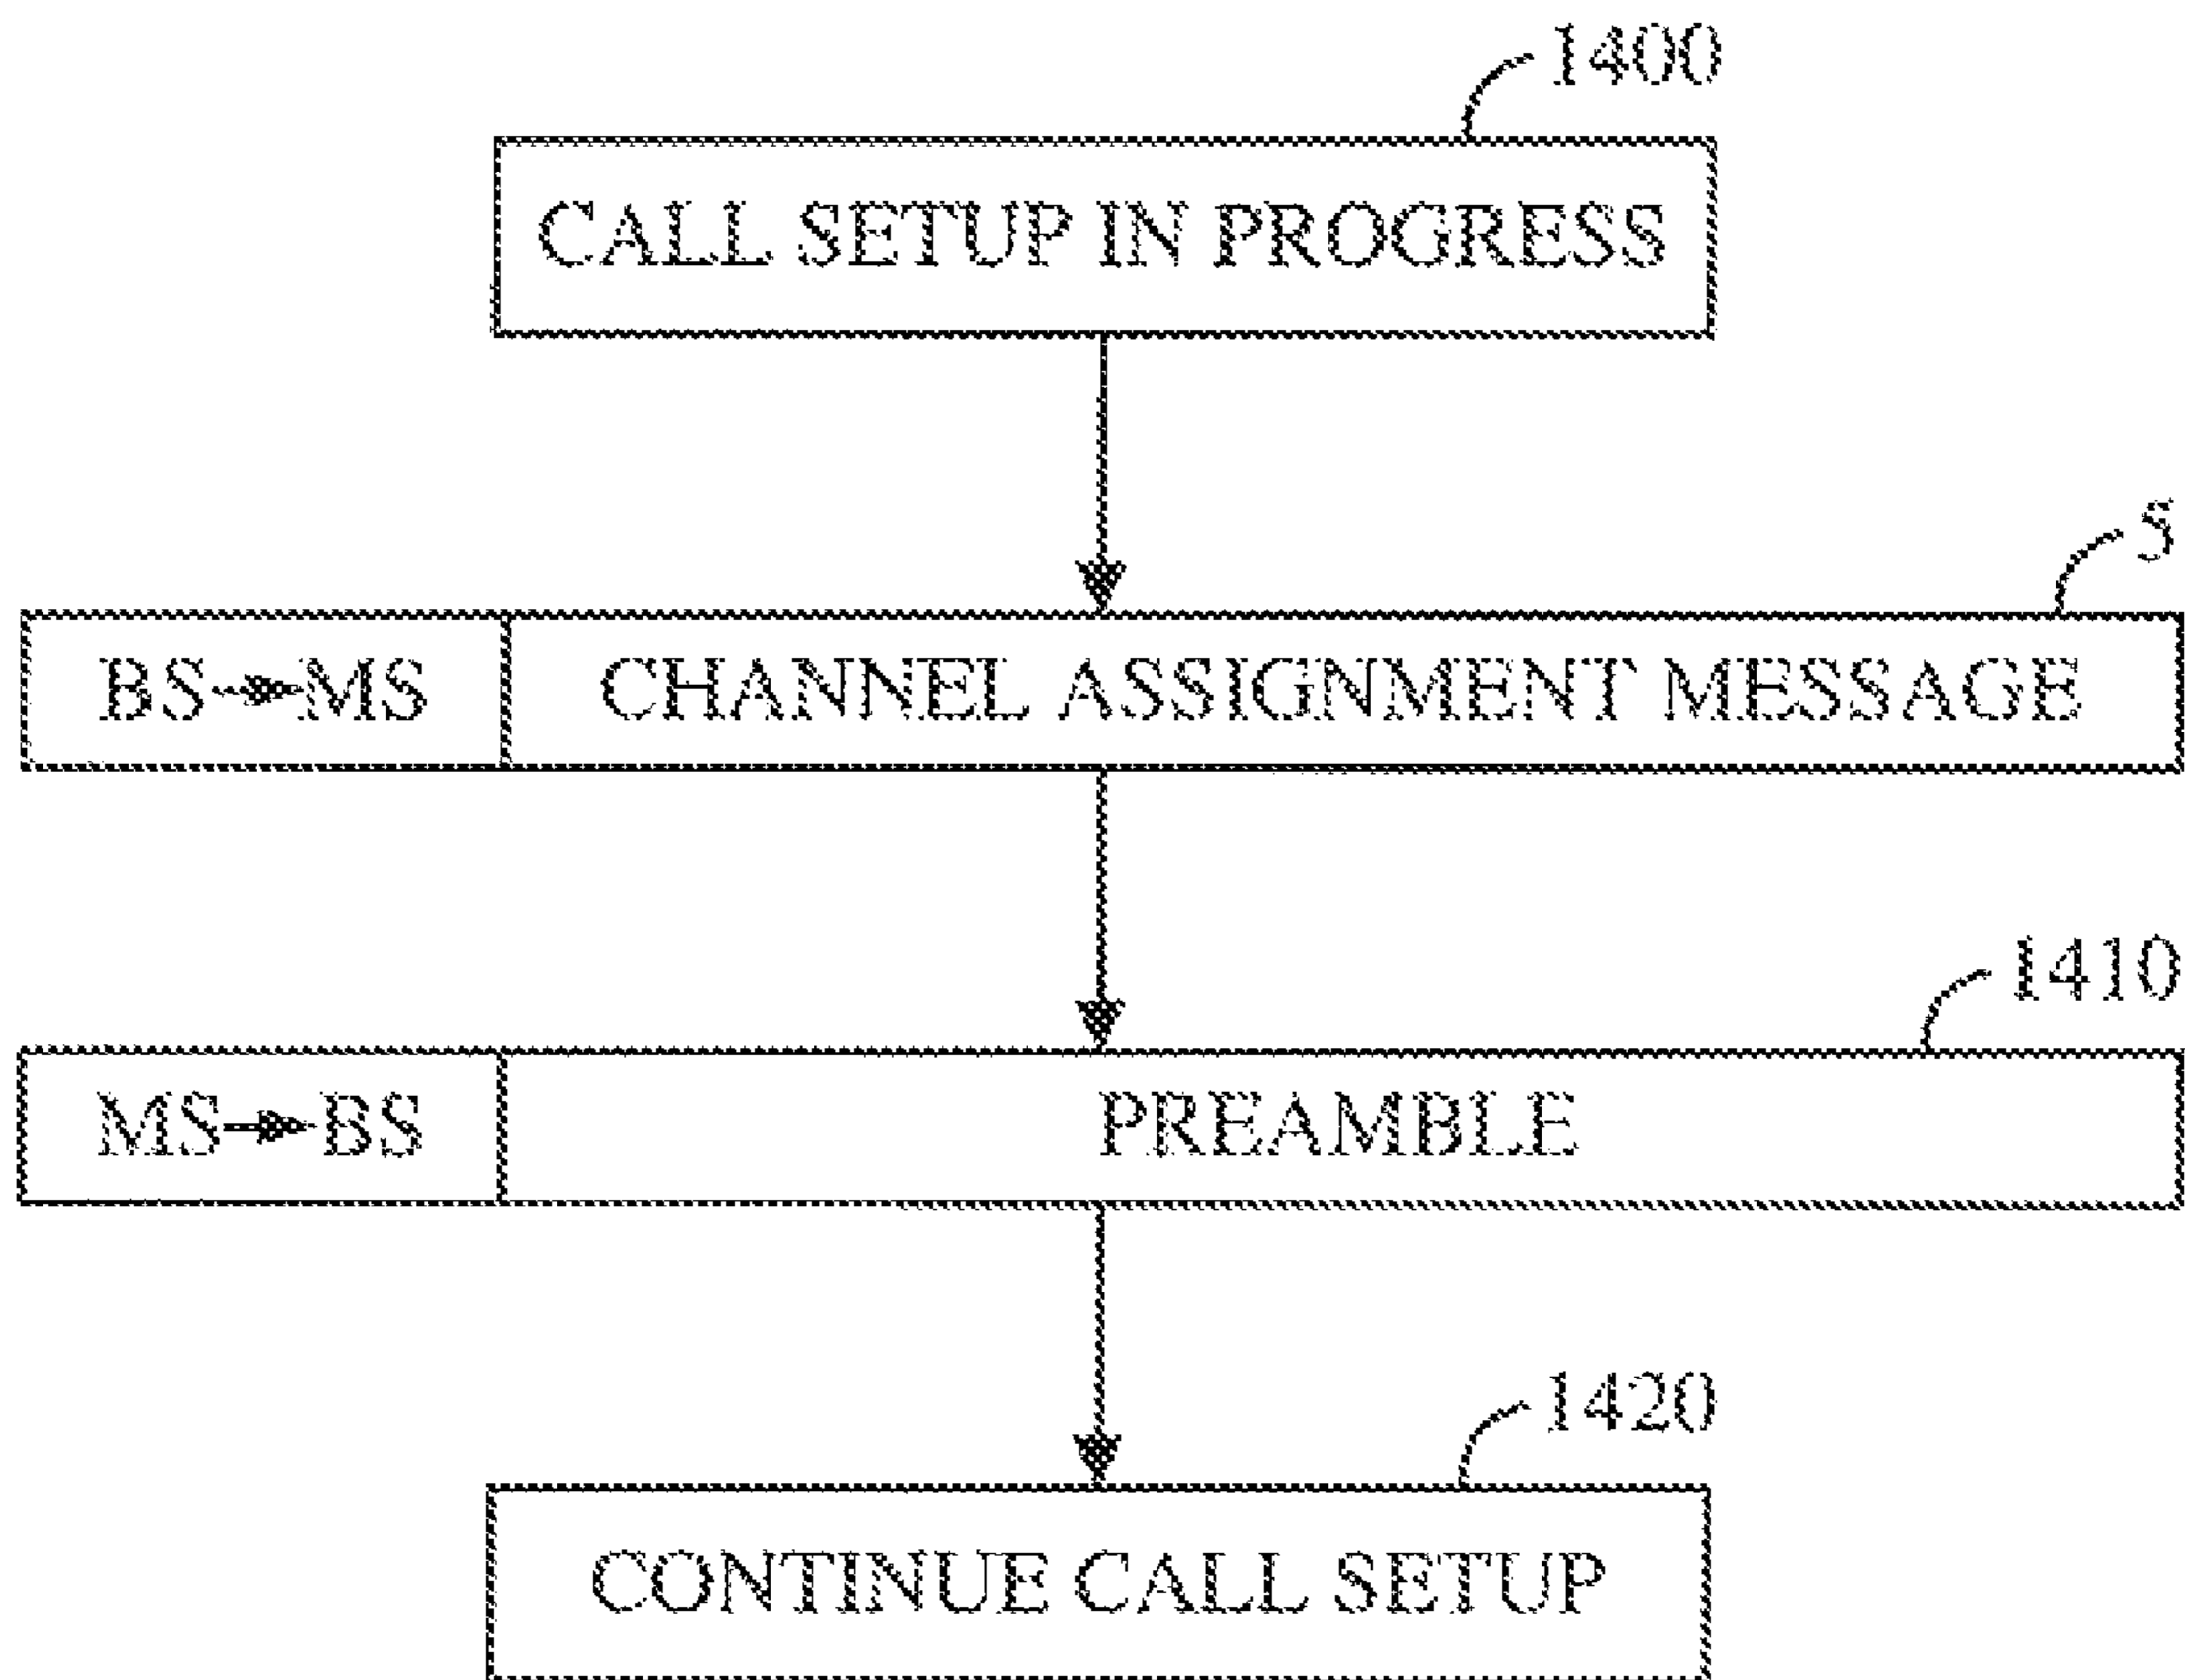 1400
CALL SETUP IN PROGRESS
5
BS→MS CHANNEL ASSIGNMENT MESSAGE
1410
MS→BS PREAMBLE
1420
CONTINUE CALL SETUP